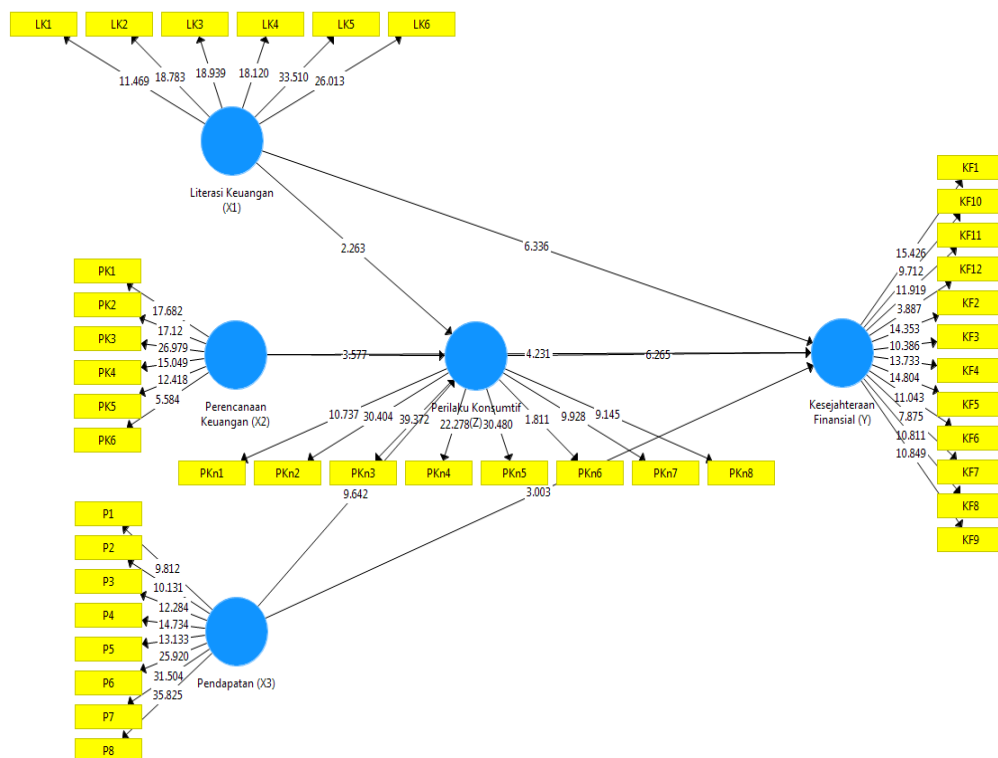 LK1 LK2 LK3 LK4 LK5 LK6
11.469 18.783 18.939 18.120 33.510 26.013
Literasi Keuangan
(X1)
2.263
6.336
PK1
PK2
PK3
PK4
PK5
PK6
17.682
17.12
26.979
15.049
12.418
5.584
Perencanaan
Keuangan (X2)
3.577
4.231
6.265
Perilaku Konsumtif
(Z)
10.737 30.404 39.372 22.278 30.480 1.811 9.928 9.145
PKn1 PKn2 PKn3 PKn4 PKn5 PKn6 PKn7 PKn8
9.642
3.003
P1
P2
P3
P4
P5
P6
P7
P8
9.812
10.131
12.284
14.734
13.133
25.920
31.504
35.825
Pendapatan (X3)
KF1
KF10
KF11
KF12
KF2
KF3
KF4
KF5
KF6
KF7
KF8
KF9
15.426
9.712
11.919
3.887
14.353
10.386
13.733
14.804
11.043
7.875
10.811
10.849
Kesejahteraan
Finansial (Y)